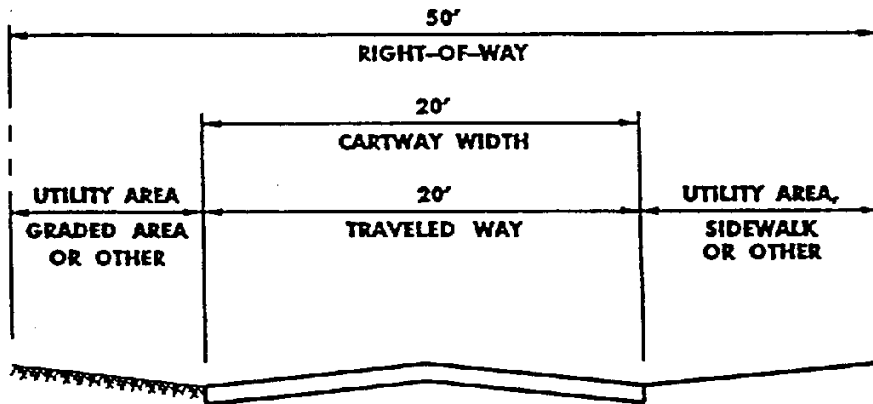 50′
RIGHT–OF–WAY
20′
CARTWAY WIDTH
UTILITY AREA
GRADED AREA
OR OTHER
20′
TRAVELED WAY
UTILITY AREA,
SIDEWALK
OR OTHER